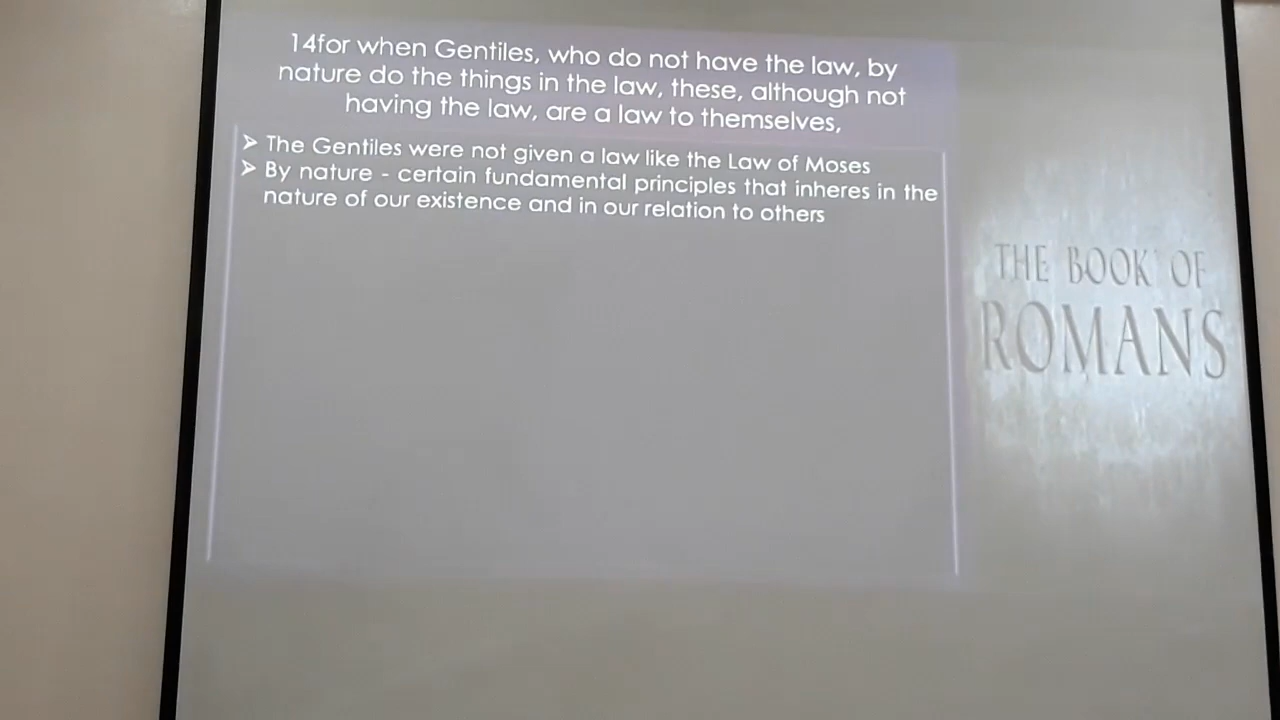 14for when Gentiles, who do not have the law, by
nature do the things in the law, these, although not
having the law, are a law to themselves,
➢ The Gentiles were not given a law like the Law of Moses
➢ By nature - certain fundamental principles that inheres in the
nature of our existence and in our relation to others
THE BOOK OF
ROMANS